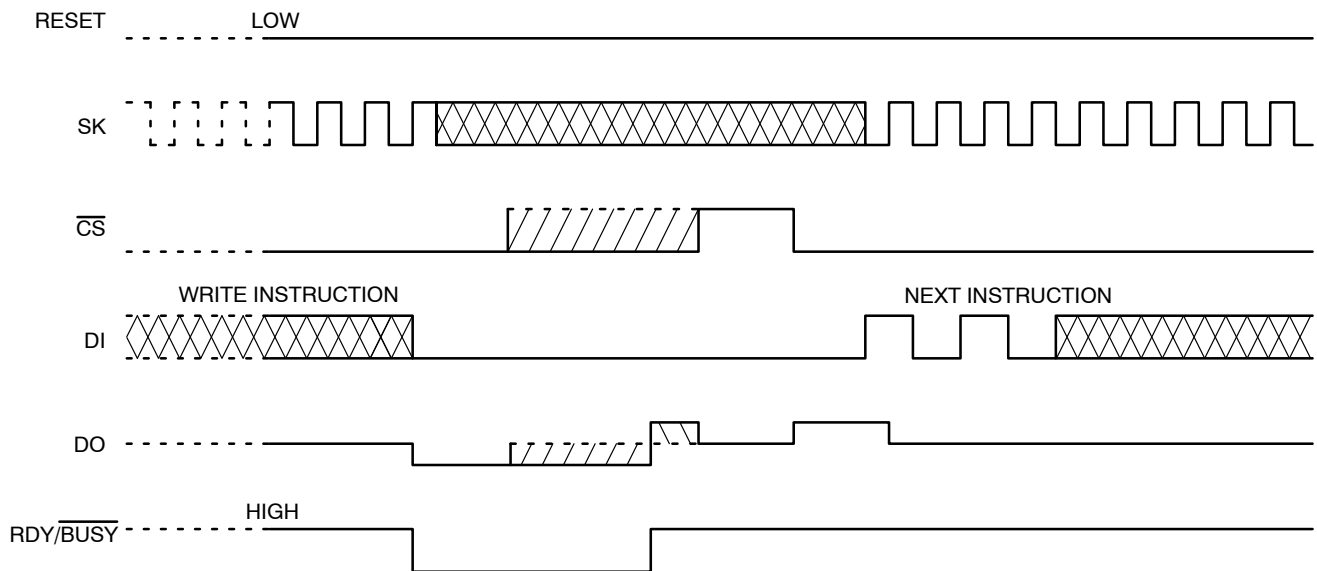 RESET LOW
SK
CS
WRITE INSTRUCTION NEXT INSTRUCTION
DI
DO
HIGH
RDY/BUSY